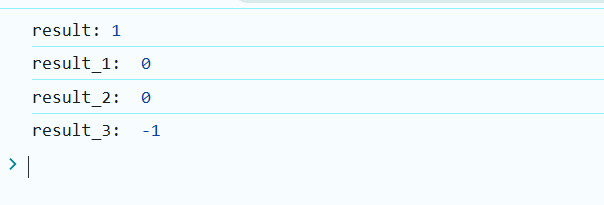 result: 1
result_1:  0
result_2:  0
result_3:  -1
>